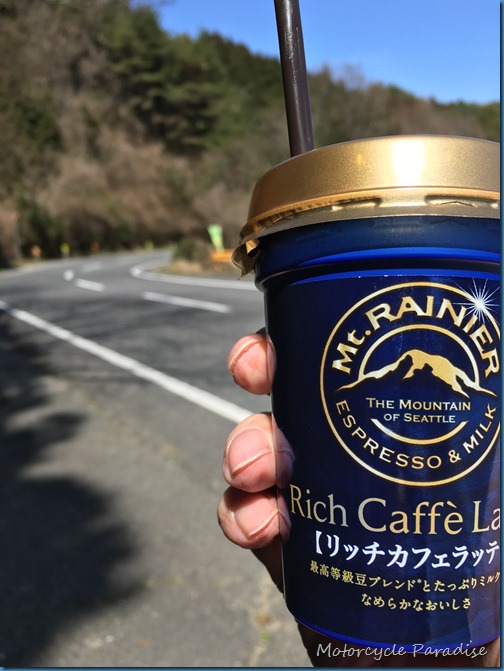 Mt. RAINIER
THE MOUNTAIN
OF SEATTLE
ESPRESSO & MILK
Rich Caffè La
【リッチカフェラッテ
最高等級豆ブレンド※とたっぷりミルク
なめらかなおいしさ
Motorcycle Paradise